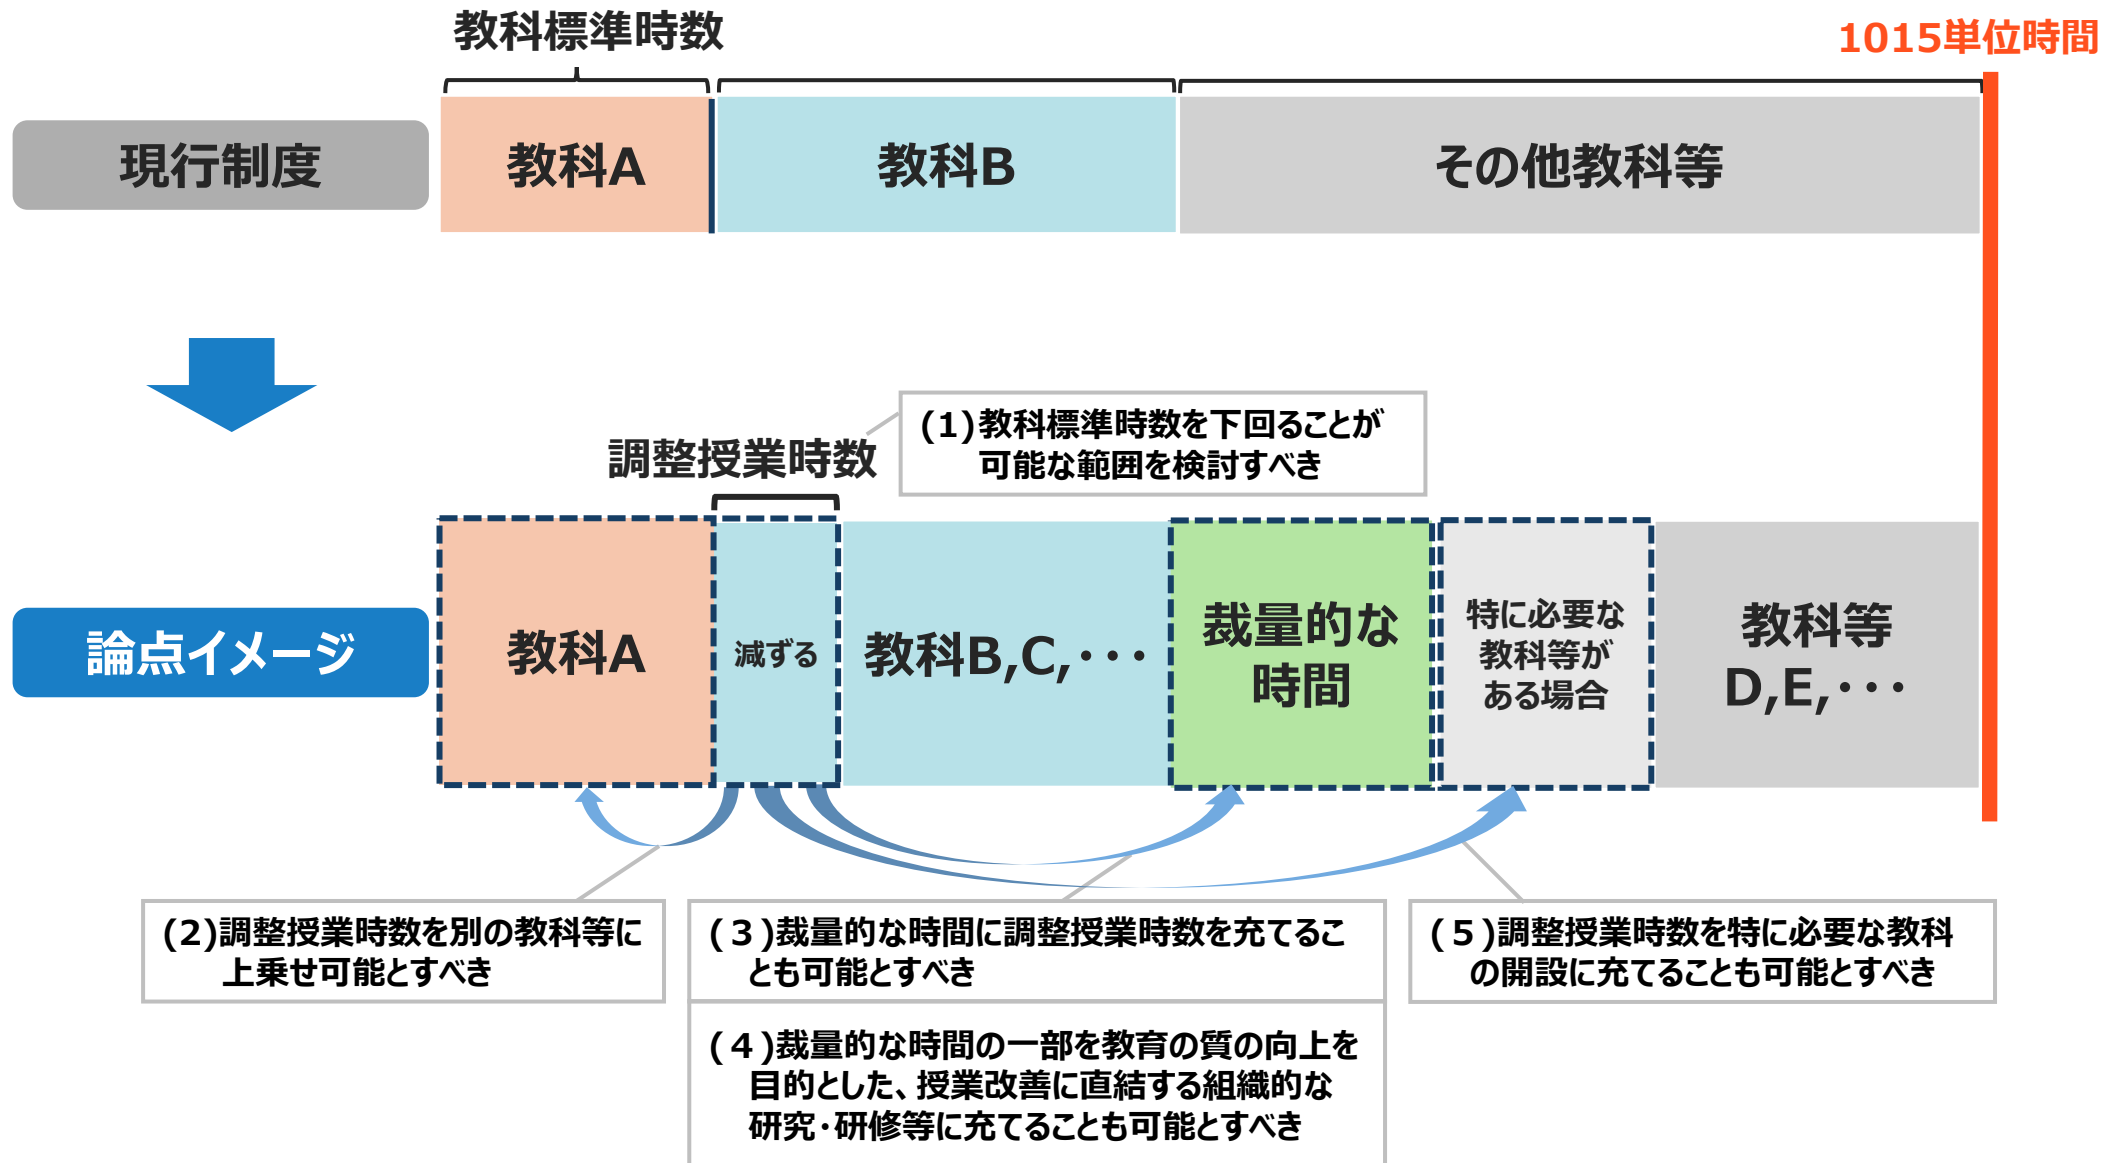 教科標準時数
1015単位時間
現行制度
教科A
教科B
その他教科等
(1)教科標準時数を下回ることが
可能な範囲を検討すべき
調整授業時数
論点イメージ
教科A
減ずる
教科B,C,・・・
裁量的な
時間
特に必要な
教科等が
ある場合
教科等
D,E,・・・
(2)調整授業時数を別の教科等に
上乗せ可能とすべき
(３)裁量的な時間に調整授業時数を充てるこ
とも可能とすべき
(４)裁量的な時間の一部を教育の質の向上を
目的とした、授業改善に直結する組織的な
研究・研修等に充てることも可能とすべき
(５)調整授業時数を特に必要な教科
の開設に充てることも可能とすべき